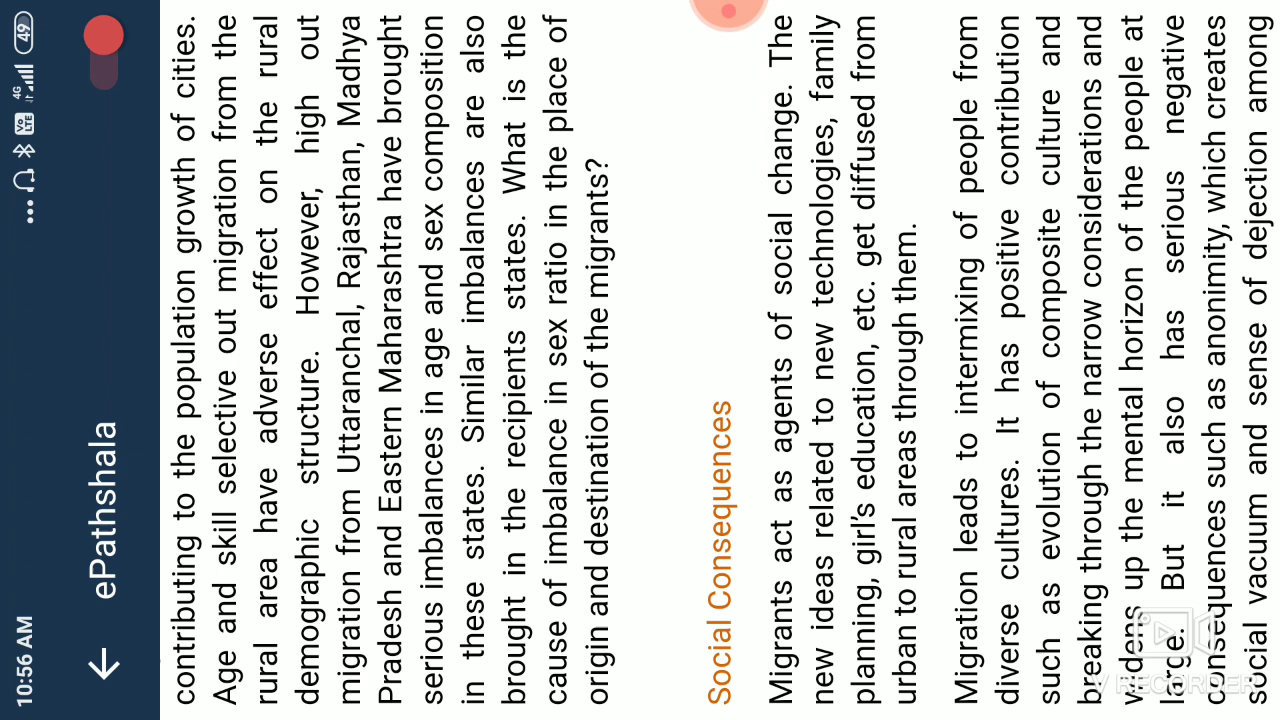 10:56 AM
4G
Vo LTE
49
ePathshala
contributing to the population growth of cities.
Age and skill selective out migration from the
rural area have adverse effect on the rural
demographic structure. However, high out
migration from Uttaranchal, Rajasthan, Madhya
Pradesh and Eastern Maharashtra have brought
serious imbalances in age and sex composition
in these states. Similar imbalances are also
brought in the recipients states. What is the
cause of imbalance in sex ratio in the place of
origin and destination of the migrants?
Social Consequences
Migrants act as agents of social change. The
new ideas related to new technologies, family
planning, girl's education, etc. get diffused from
urban to rural areas through them.
Migration leads to intermixing of people from
diverse cultures. It has positive contribution
such as evolution of composite culture and
breaking through the narrow considerations and
widens up the mental horizon of the people at
large. But it also has serious negative
consequences such as anonimity, which creates
social vacuum and sense of dejection among
V RECORDER